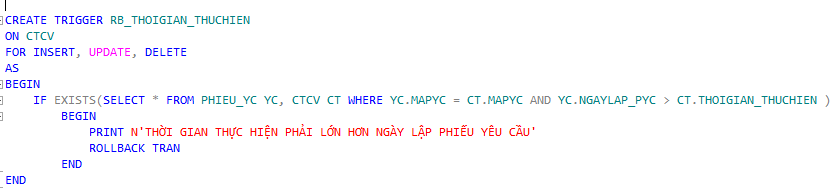 CREATE TRIGGER RB_THOIGIAN_THUCHIEN
ON CTCV
FOR INSERT, UPDATE, DELETE
AS
BEGIN
IF EXISTS(SELECT * FROM PHIEU_YC YC, CTCV CT WHERE YC.MAPYC = CT.MAPYC AND YC.NGAYLAP_PYC > CT.THOIGIAN_THUCHIEN )
BEGIN
PRINT N'THỜI GIAN THỰC HIỆN PHẢI LỚN HƠN NGÀY LẬP PHIẾU YÊU CẦU'
ROLLBACK TRAN
END
END